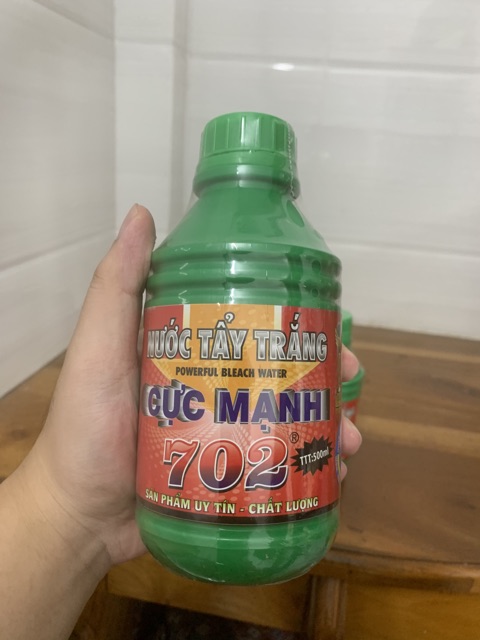 NƯỚC TẨY TRẮNG
POWERFUL BLEACH WATER
CỰC MẠNH
702®
TTT:500ml
SẢN PHẨM UY TÍN - CHẤT LƯỢNG